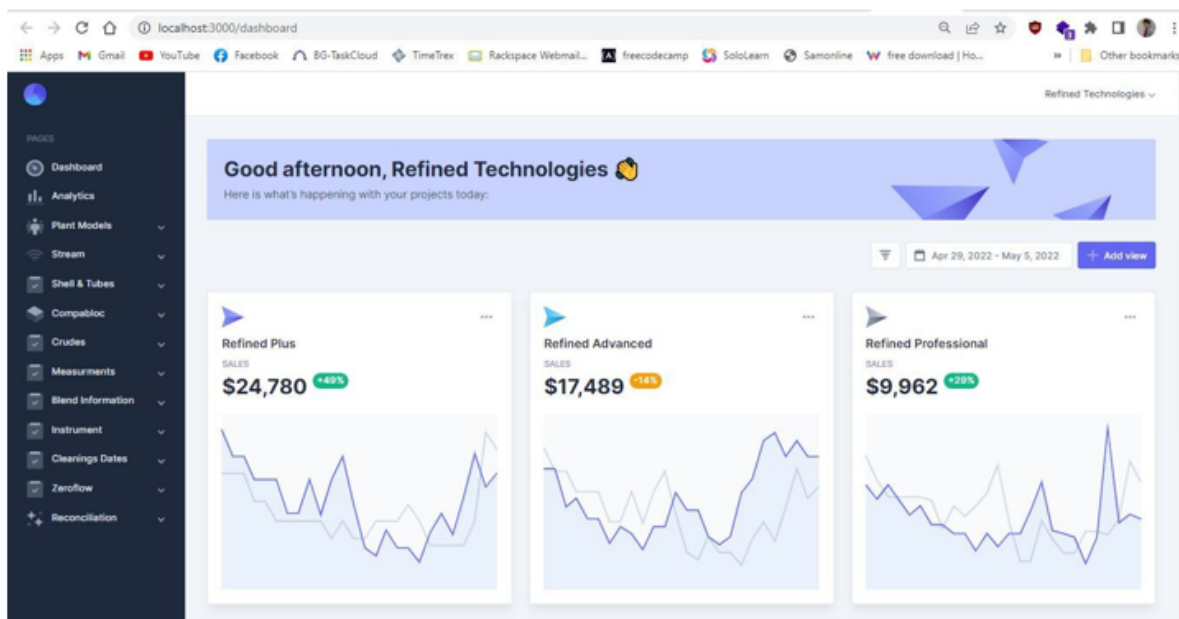 localhost:3000/dashboard
Apps Gmail YouTube Facebook BG-TaskCloud TimeTrex Rackspace Webmail... freecodecamp SoloLearn Samonline free download | Ho... » Other bookmarks
Refined Technologies
PAGES
Dashboard
Analytics
Plant Models
Stream
Shell & Tubes
Compabloc
Crudes
Measurments
Blend Information
Instrument
Cleanings Dates
Zeroflow
Reconciliation
Good afternoon, Refined Technologies 👏
Here is what's happening with your projects today:
Apr 29, 2022 - May 5, 2022
+ Add view
Refined Plus
SALES
$24,780 +49%
Refined Advanced
SALES
$17,489 -14%
Refined Professional
SALES
$9,962 +29%